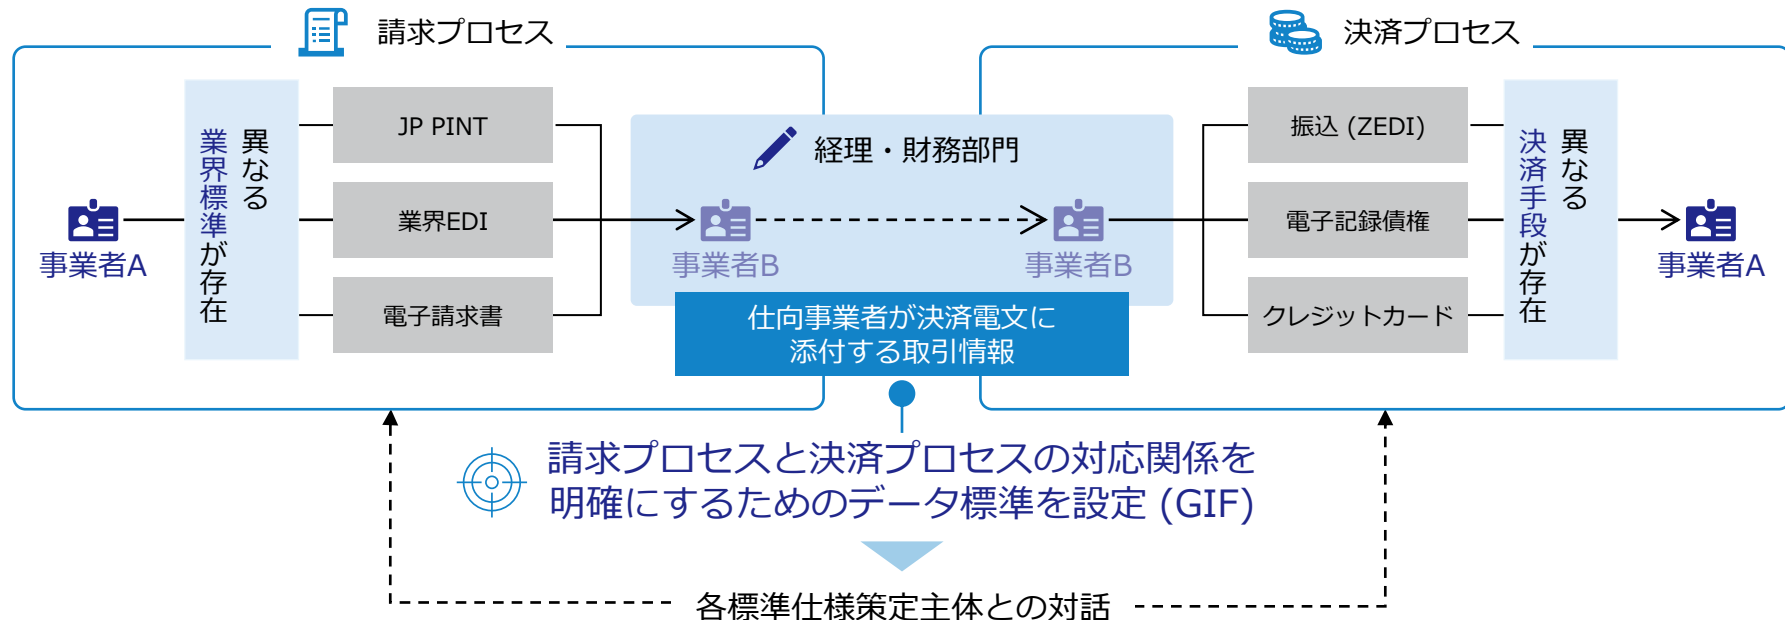 請求プロセス
決済プロセス
事業者A
異なる
業界標準が存在
JP PINT
業界EDI
電子請求書
経理・財務部門
事業者B
事業者B
仕向事業者が決済電文に
添付する取引情報
振込 (ZEDI)
電子記録債権
クレジットカード
異なる
決済手段が存在
事業者A
請求プロセスと決済プロセスの対応関係を
明確にするためのデータ標準を設定 (GIF)
各標準仕様策定主体との対話